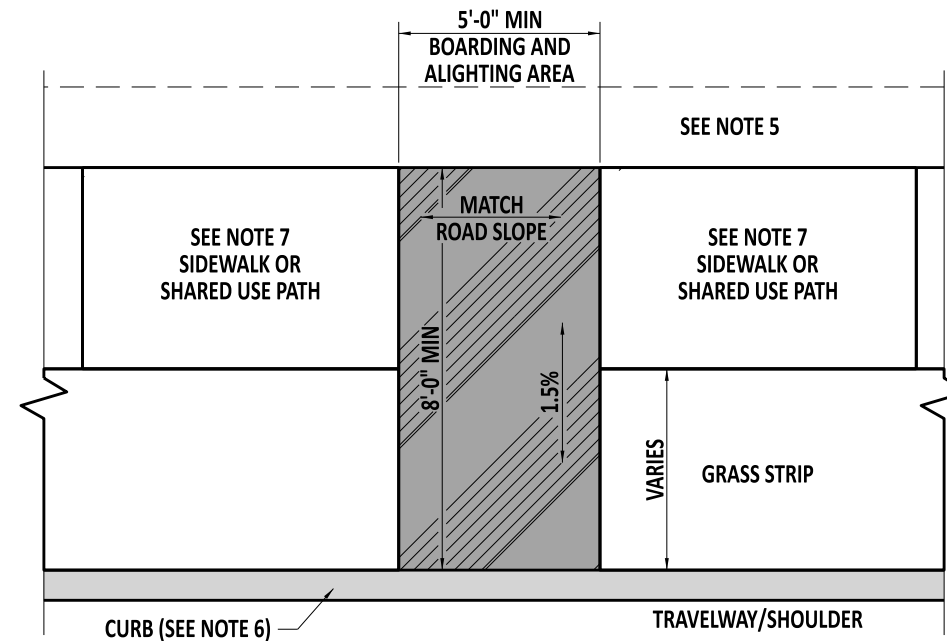 5'-0" MIN
BOARDING AND
ALIGHTING AREA
SEE NOTE 5
MATCH
ROAD SLOPE
SEE NOTE 7
SIDEWALK OR
SHARED USE PATH
SEE NOTE 7
SIDEWALK OR
SHARED USE PATH
8'-0" MIN
1.5%
VARIES
GRASS STRIP
CURB (SEE NOTE 6)
TRAVELWAY/SHOULDER